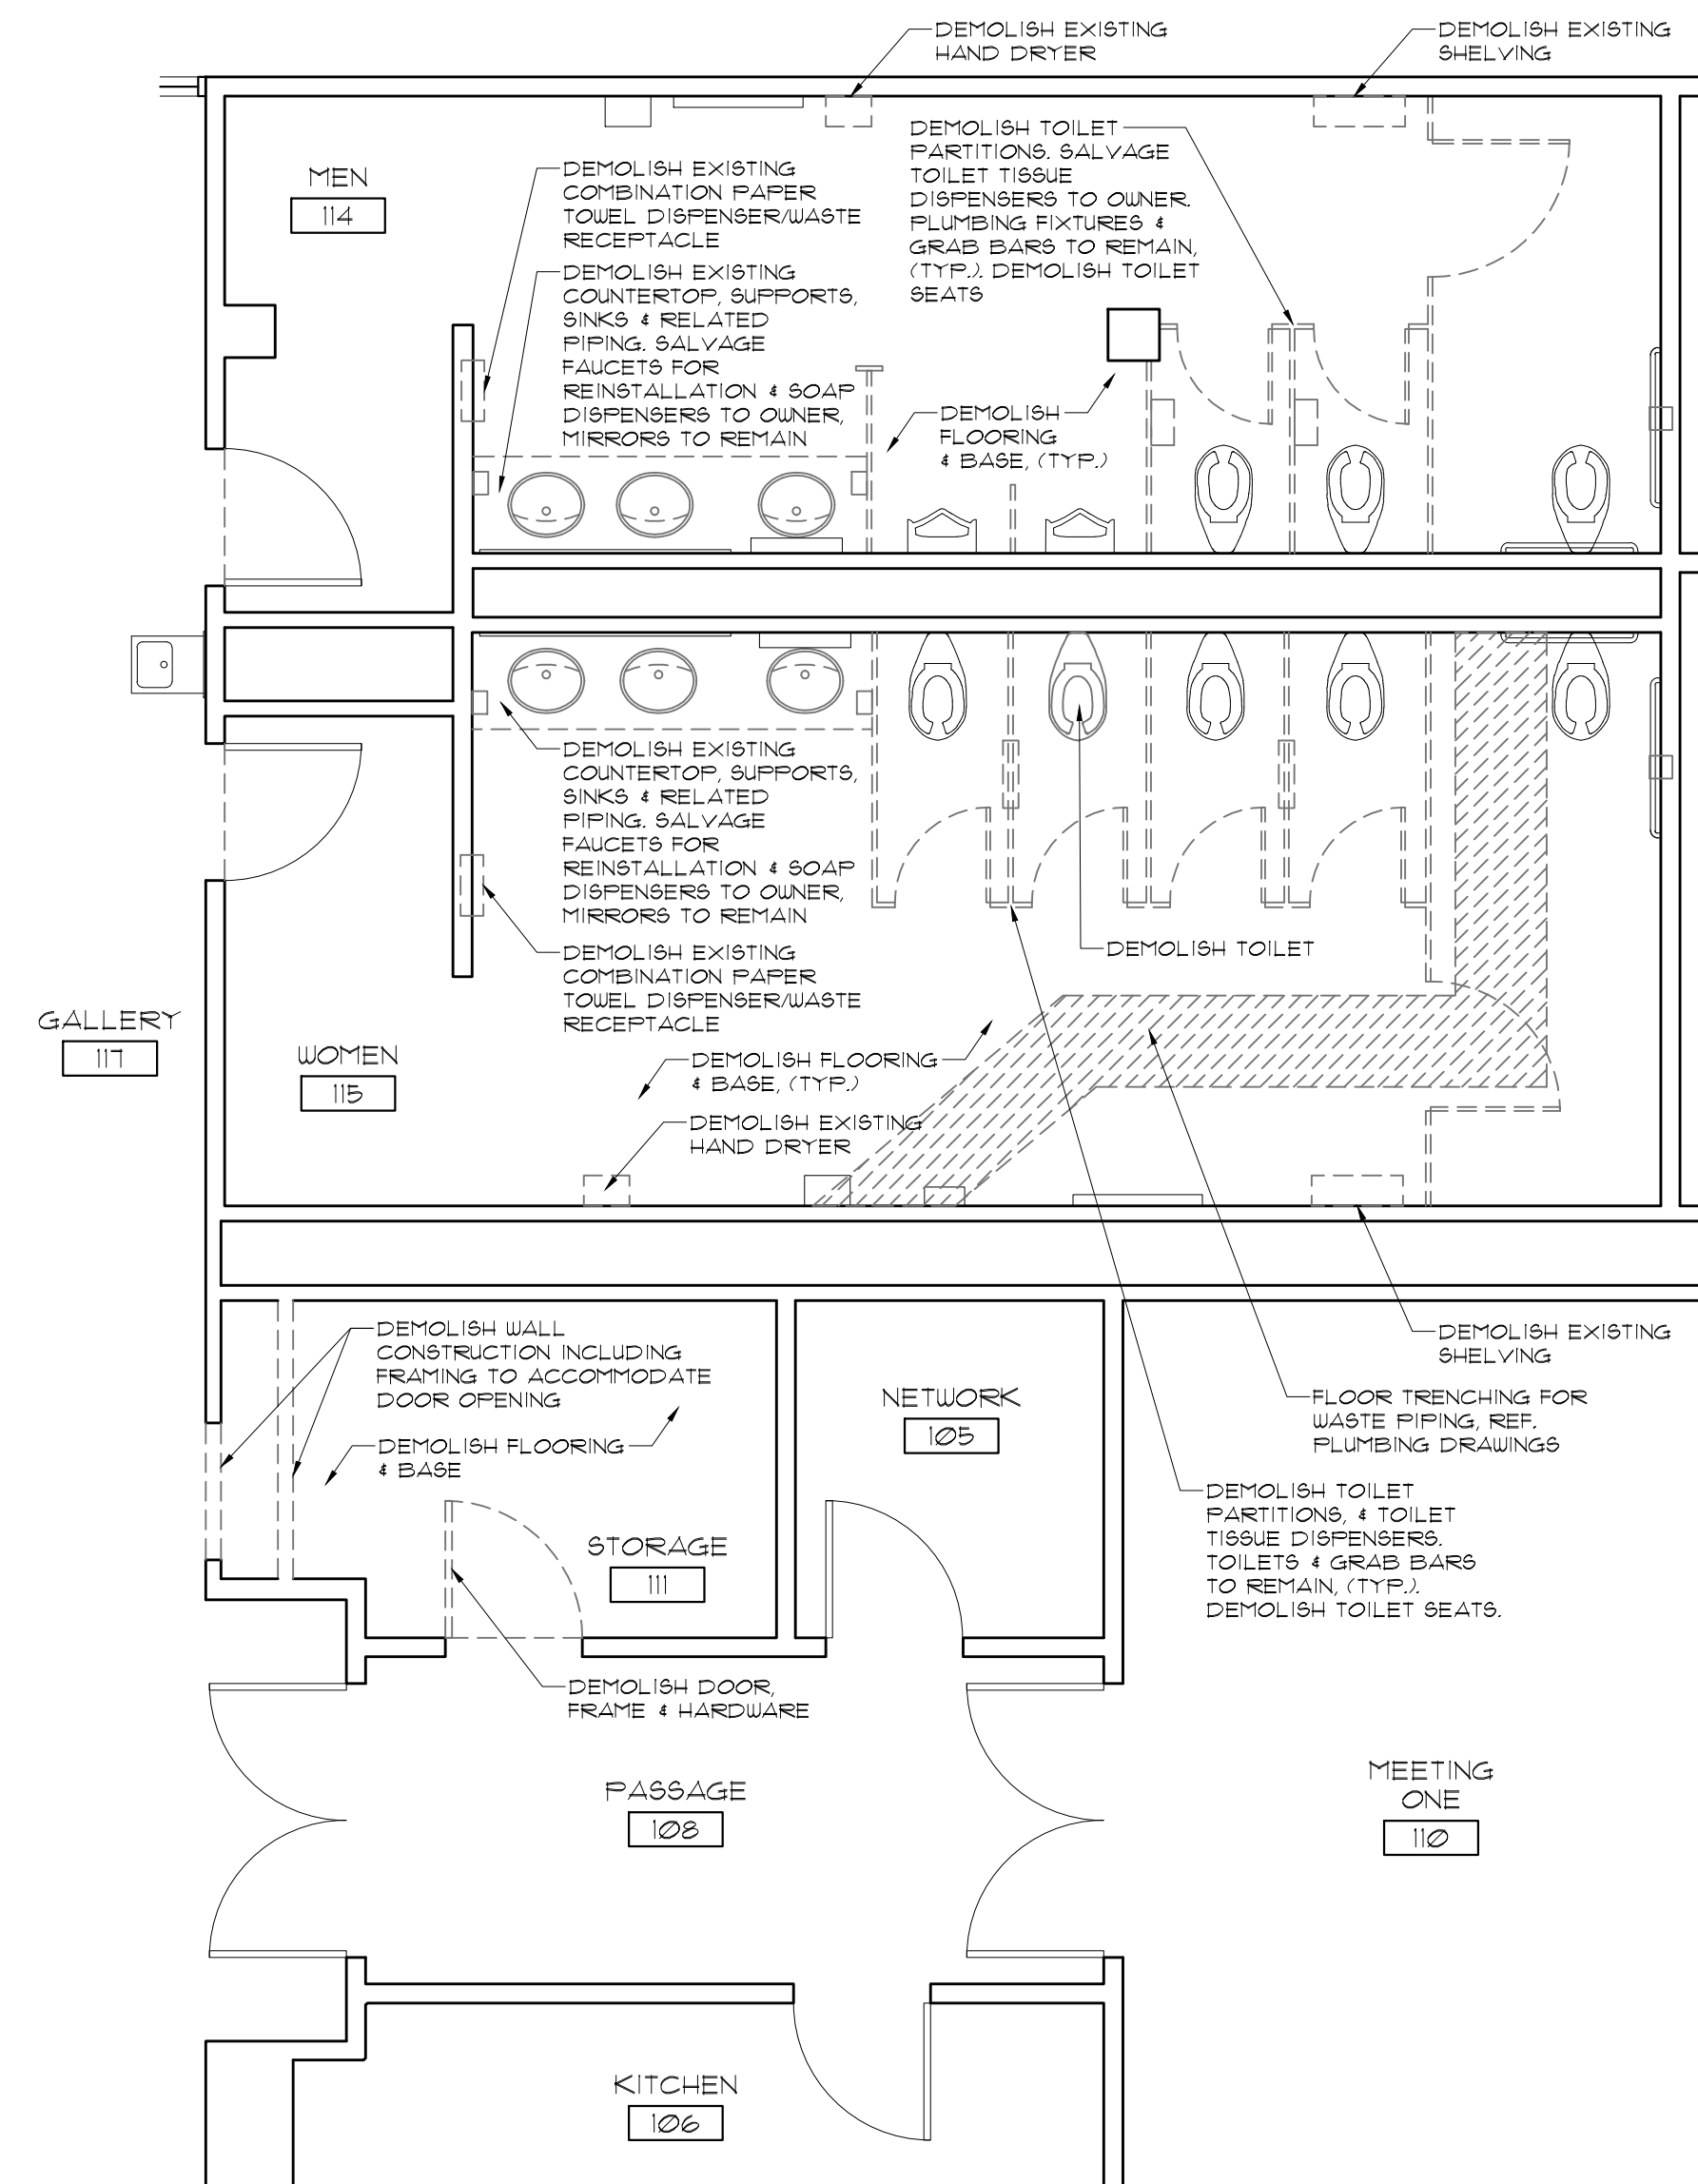 DEMOLISH EXISTING
HAND DRYER
DEMOLISH EXISTING
SHELVING
MEN
114
DEMOLISH EXISTING
COMBINATION PAPER
TOWEL DISPENSER/WASTE
RECEPTACLE
DEMOLISH EXISTING
COUNTERTOP, SUPPORTS,
SINKS & RELATED
PIPING. SALVAGE
FAUCETS FOR
REINSTALLATION & SOAP
DISPENSERS TO OWNER,
MIRRORS TO REMAIN
DEMOLISH TOILET
PARTITIONS. SALVAGE
TOILET TISSUE
DISPENSERS TO OWNER.
PLUMBING FIXTURES &
GRAB BARS TO REMAIN,
(TYP.). DEMOLISH TOILET
SEATS
DEMOLISH
FLOORING
& BASE, (TYP.)
DEMOLISH EXISTING
COUNTERTOP, SUPPORTS,
SINKS & RELATED
PIPING. SALVAGE
FAUCETS FOR
REINSTALLATION & SOAP
DISPENSERS TO OWNER,
MIRRORS TO REMAIN
DEMOLISH EXISTING
COMBINATION PAPER
TOWEL DISPENSER/WASTE
RECEPTACLE
DEMOLISH TOILET
GALLERY
117
WOMEN
115
DEMOLISH FLOORING
& BASE, (TYP.)
DEMOLISH EXISTING
HAND DRYER
DEMOLISH WALL
CONSTRUCTION INCLUDING
FRAMING TO ACCOMMODATE
DOOR OPENING
DEMOLISH FLOORING
& BASE
NETWORK
105
DEMOLISH EXISTING
SHELVING
FLOOR TRENCHING FOR
WASTE PIPING, REF.
PLUMBING DRAWINGS
DEMOLISH TOILET
PARTITIONS, & TOILET
TISSUE DISPENSERS.
TOILETS & GRAB BARS
TO REMAIN, (TYP.).
DEMOLISH TOILET SEATS.
STORAGE
111
DEMOLISH DOOR,
FRAME & HARDWARE
PASSAGE
108
MEETING
ONE
110
KITCHEN
106